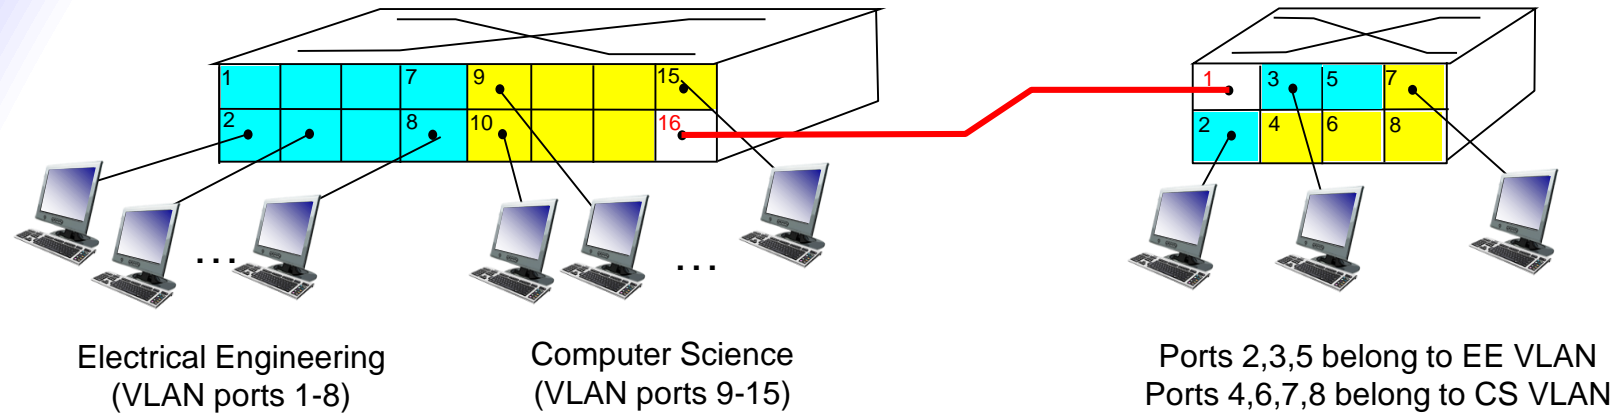 1 7 9 15
2 8 10 16
1 3 5 7
2 4 6 8
... ...
Electrical Engineering
(VLAN ports 1-8)
Computer Science
(VLAN ports 9-15)
Ports 2,3,5 belong to EE VLAN
Ports 4,6,7,8 belong to CS VLAN